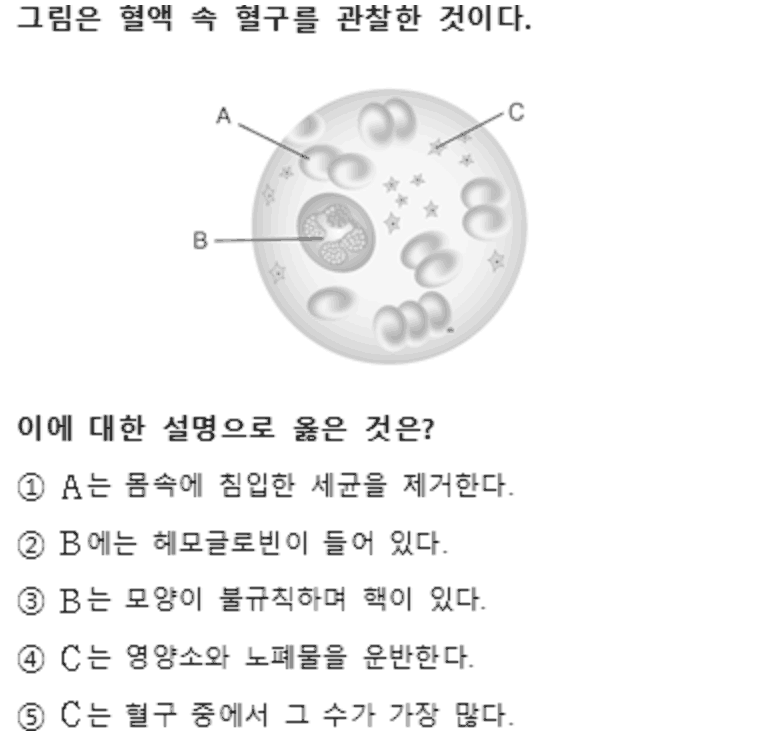 그림은 혈액 속 혈구를 관찰한 것이다.
A
C
B
이에 대한 설명으로 옳은 것은?
① A는 몸속에 침입한 세균을 제거한다.
② B에는 헤모글로빈이 들어 있다.
③ B는 모양이 불규칙하며 핵이 있다.
④ C는 영양소와 노폐물을 운반한다.
⑤ C는 혈구 중에서 그 수가 가장 많다.